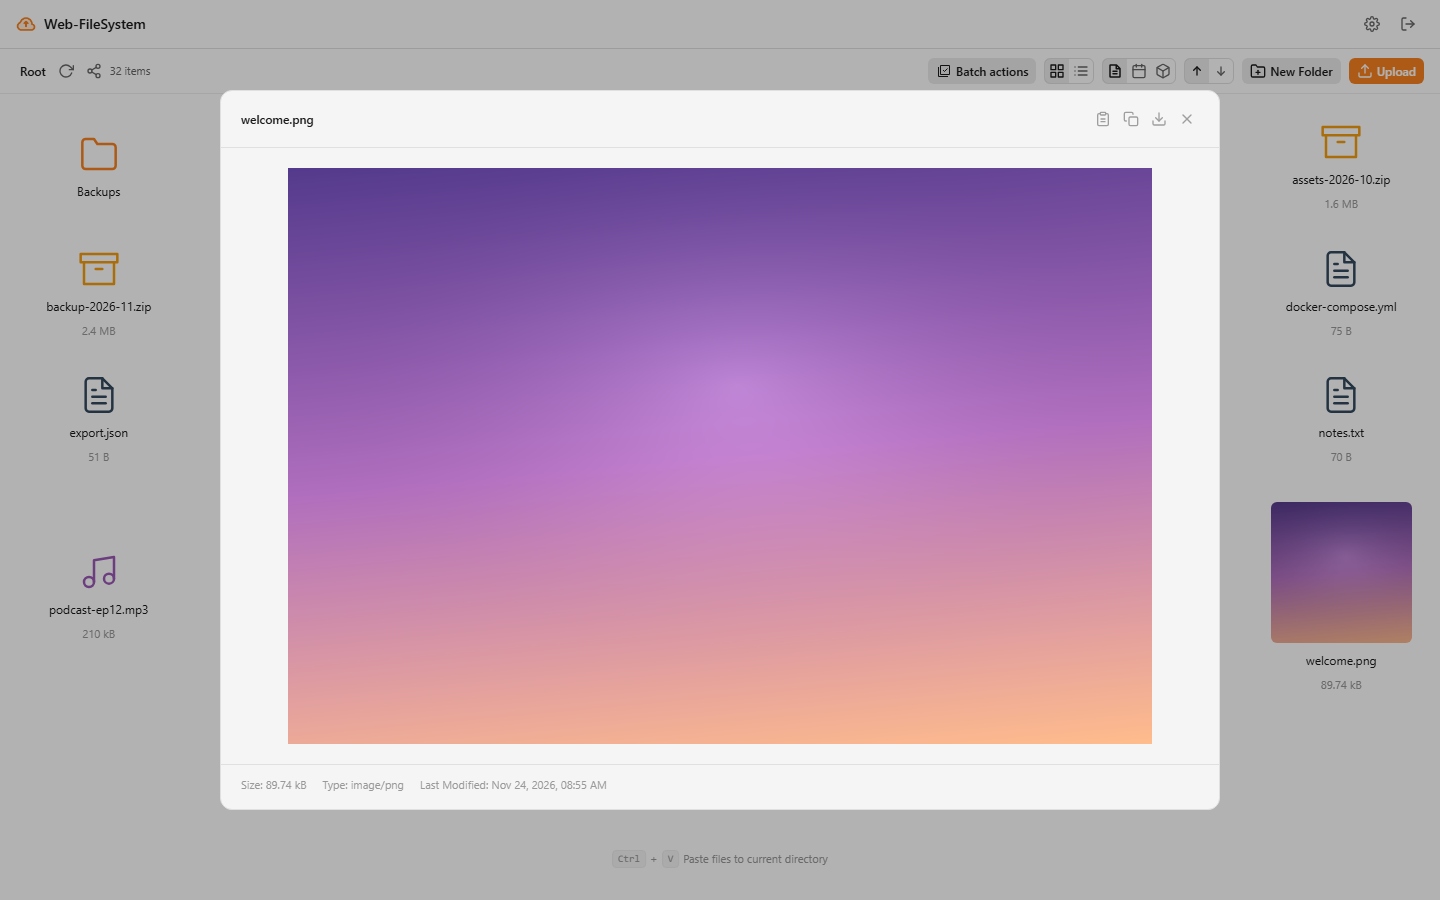 Web-FileSystem
Root
32 items
Batch actions
New Folder
Upload
welcome.png
Backups
assets-2026-10.zip
1.6 MB
backup-2026-11.zip
2.4 MB
docker-compose.yml
75 B
export.json
51 B
notes.txt
70 B
podcast-ep12.mp3
210 kB
welcome.png
89.74 kB
Size: 89.74 kB Type: image/png Last Modified: Nov 24, 2026, 08:55 AM
Ctrl + V Paste files to current directory